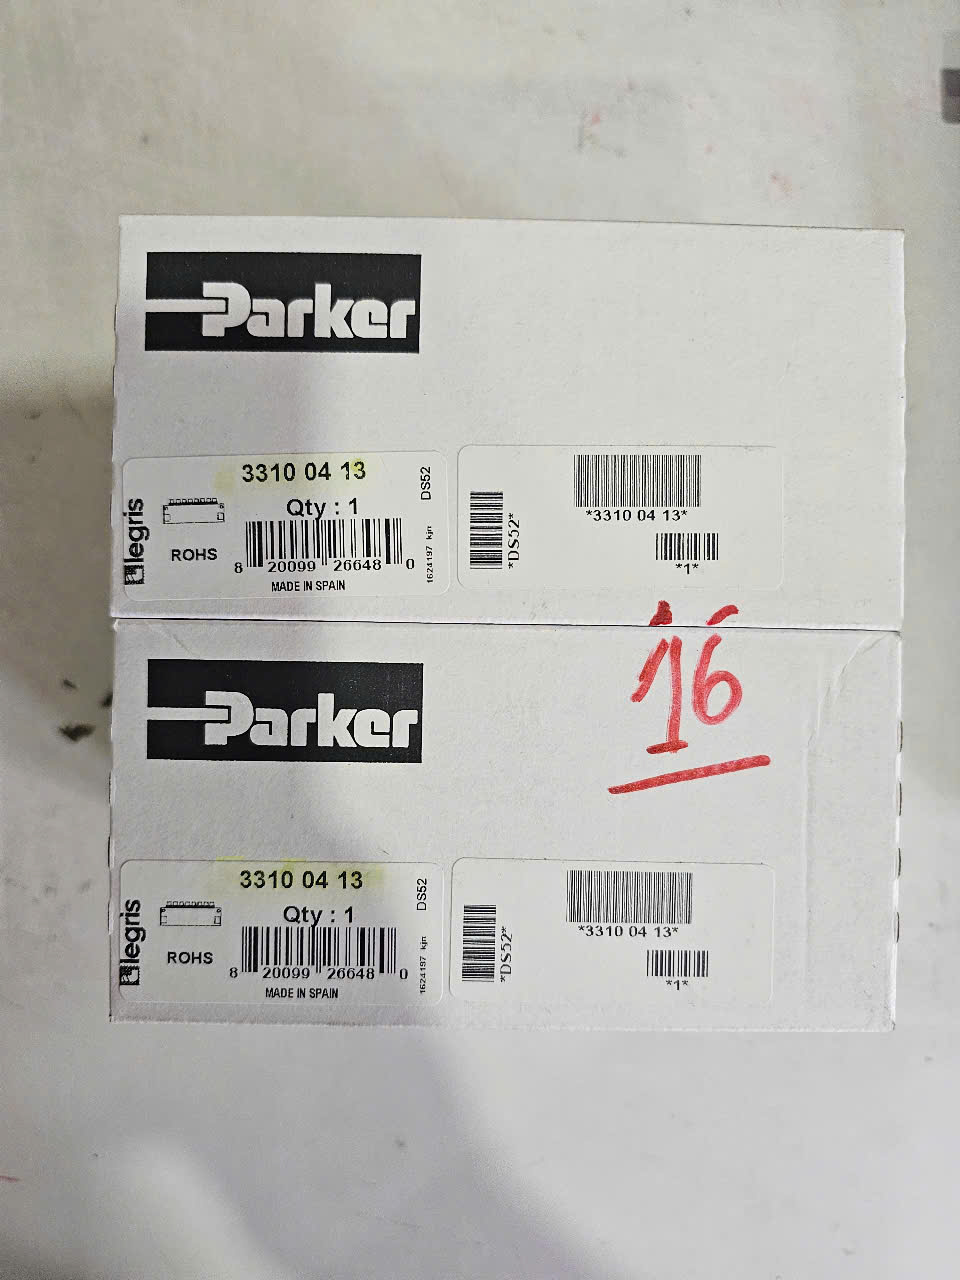 Parker
3310 04 13
Qty : 1
legris
ROHS
8 20099 26648 0
MADE IN SPAIN
DS52
1624197 kjn
*DS52*
*3310 04 13*
*1*
16
Parker
3310 04 13
Qty : 1
legris
ROHS
8 20099 26648 0
MADE IN SPAIN
DS52
1624197 kjn
*DS52*
*3310 04 13*
*1*